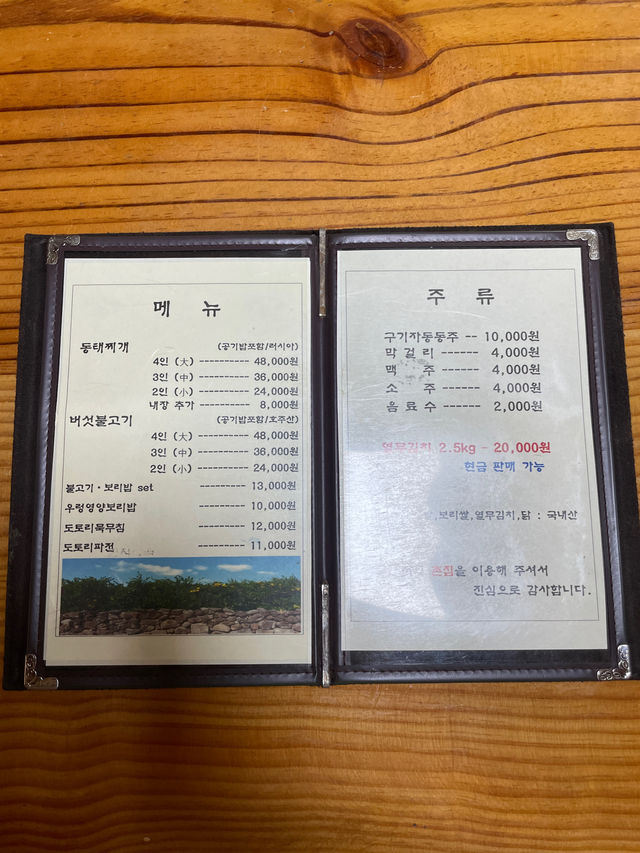 메 뉴
동태찌개 (공기밥포함/러시아)
4인 (大) ---------- 48,000원
3인 (中) ---------- 36,000원
2인 (小) ---------- 24,000원
내장 추가 ---------- 8,000원
버섯불고기 (공기밥포함/호주산)
4인 (大) ---------- 48,000원
3인 (中) ---------- 36,000원
2인 (小) ---------- 24,000원
불고기·보리밥 set ---------- 13,000원
우렁영양보리밥 ---------- 10,000원
도토리묵무침 ---------- 12,000원
도토리파전 ---------- 11,000원
주 류
구기자동동주 -- 10,000원
막 걸 리 ------ 4,000원
맥 주 ------ 4,000원
소 주 ------ 4,000원
음 료 수 ------ 2,000원
열무김치 2.5kg - 20,000원
현금 판매 가능
,보리쌀,열무김치,닭 : 국내산
촌집을 이용해 주셔서
진심으로 감사합니다.